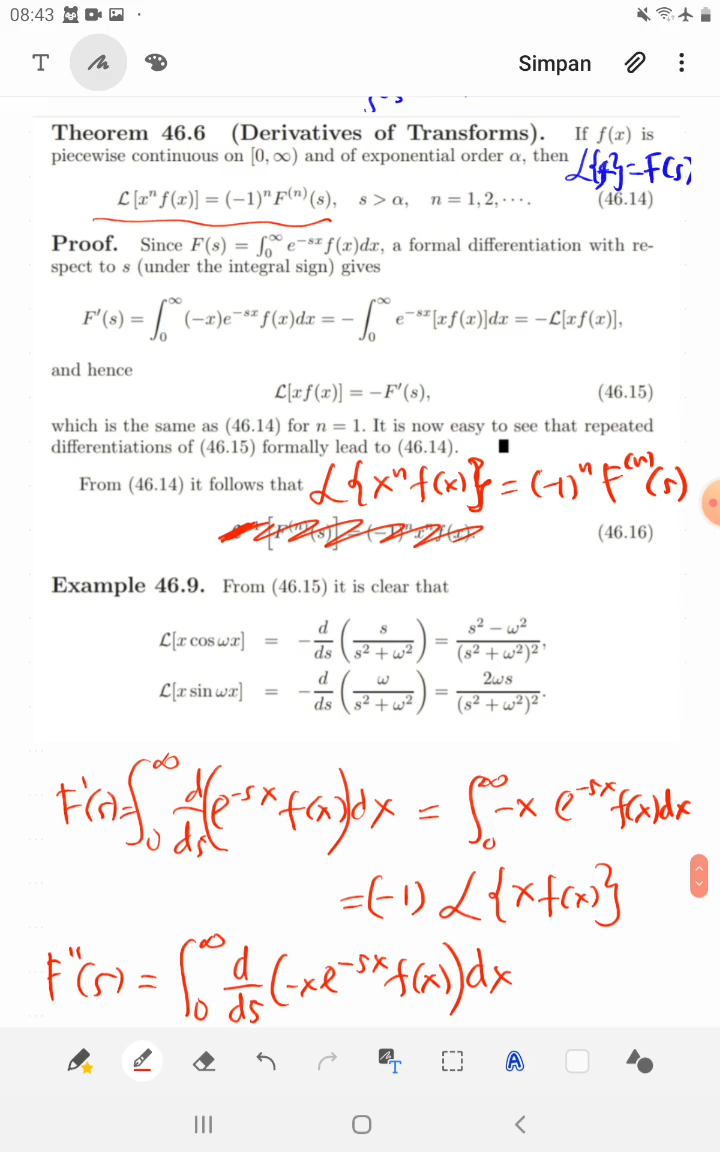 08:43
T Simpan
Theorem 46.6 (Derivatives of Transforms). If f(x) is
piecewise continuous on [0, ∞) and of exponential order α, then ℒ{f}=F(s)
ℒ[xⁿf(x)] = (−1)ⁿF⁽ⁿ⁾(s), s > α, n = 1, 2, ···. (46.14)
Proof. Since F(s) = ∫₀^∞ e^{−sx}f(x)dx, a formal differentiation with re-
spect to s (under the integral sign) gives
F′(s) = ∫₀^∞ (−x)e^{−sx}f(x)dx = − ∫₀^∞ e^{−sx}[xf(x)]dx = −ℒ[xf(x)],
and hence
ℒ[xf(x)] = −F′(s), (46.15)
which is the same as (46.14) for n = 1. It is now easy to see that repeated
differentiations of (46.15) formally lead to (46.14). ■
From (46.14) it follows that ℒ{xⁿf(x)} = (-1)ⁿ F⁽ⁿ⁾(s)
(46.16)
Example 46.9. From (46.15) it is clear that
ℒ[x cos ωx] = −d/ds (s/(s² + ω²)) = (s² − ω²)/(s² + ω²)²,
ℒ[x sin ωx] = −d/ds (ω/(s² + ω²)) = 2ωs/(s² + ω²)².
F'(s)=∫₀^∞ d/ds(e^{-sx}f(x))dx = ∫₀^∞ -x e^{-sx}f(x)dx
=(-1) ℒ{xf(x)}
F''(s) = ∫₀^∞ d/ds(-xe^{-sx}f(x))dx
T A